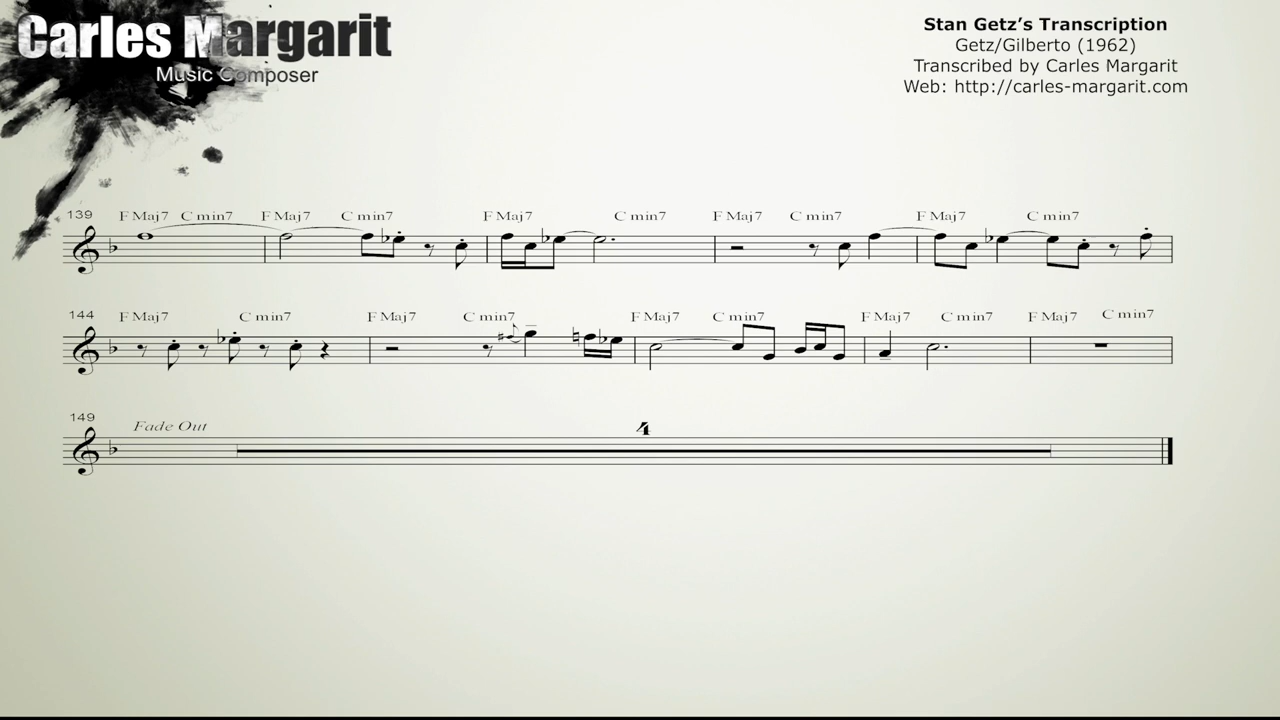 Carles Margarit
Music Composer
Stan Getz’s Transcription
Getz/Gilberto (1962)
Transcribed by Carles Margarit
Web: http://carles-margarit.com
139 F Maj7 C min7 F Maj7 C min7 F Maj7 C min7 F Maj7 C min7 F Maj7 C min7
144 F Maj7 C min7 F Maj7 C min7 F Maj7 C min7 F Maj7 C min7 F Maj7 C min7
149 Fade Out 4